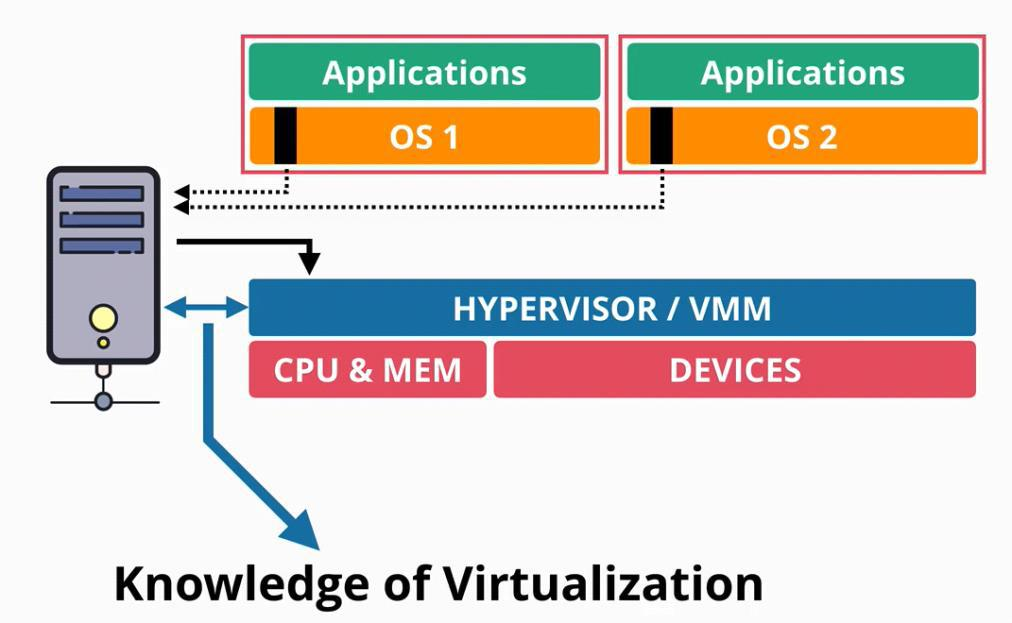 Applications
Applications
OS 1
OS 2
HYPERVISOR / VMM
CPU & MEM
DEVICES
Knowledge of Virtualization